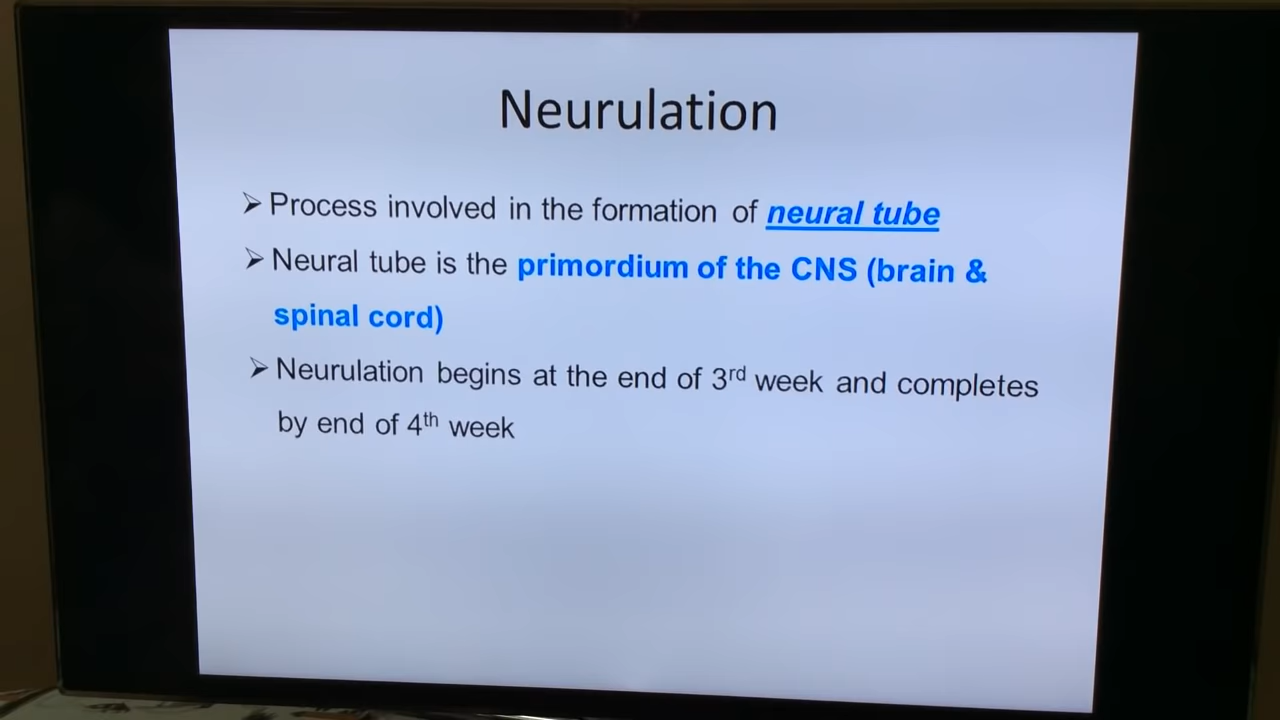 Neurulation
➢ Process involved in the formation of neural tube
➢ Neural tube is the primordium of the CNS (brain &
spinal cord)
➢ Neurulation begins at the end of 3rd week and completes
by end of 4th week